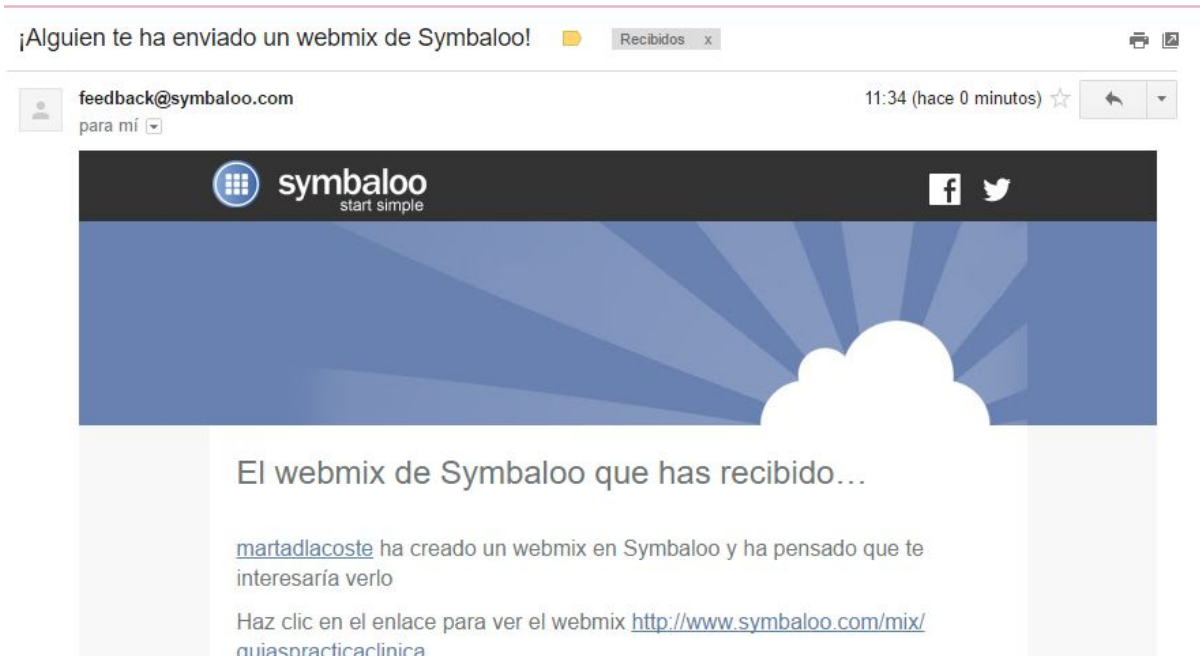 ¡Alguien te ha enviado un webmix de Symbaloo! Recibidos x
feedback@symbaloo.com 11:34 (hace 0 minutos)
para mí
symbaloo
start simple
El webmix de Symbaloo que has recibido…
martadlacoste ha creado un webmix en Symbaloo y ha pensado que te
interesaría verlo
Haz clic en el enlace para ver el webmix http://www.symbaloo.com/mix/
guiaspracticaclinica